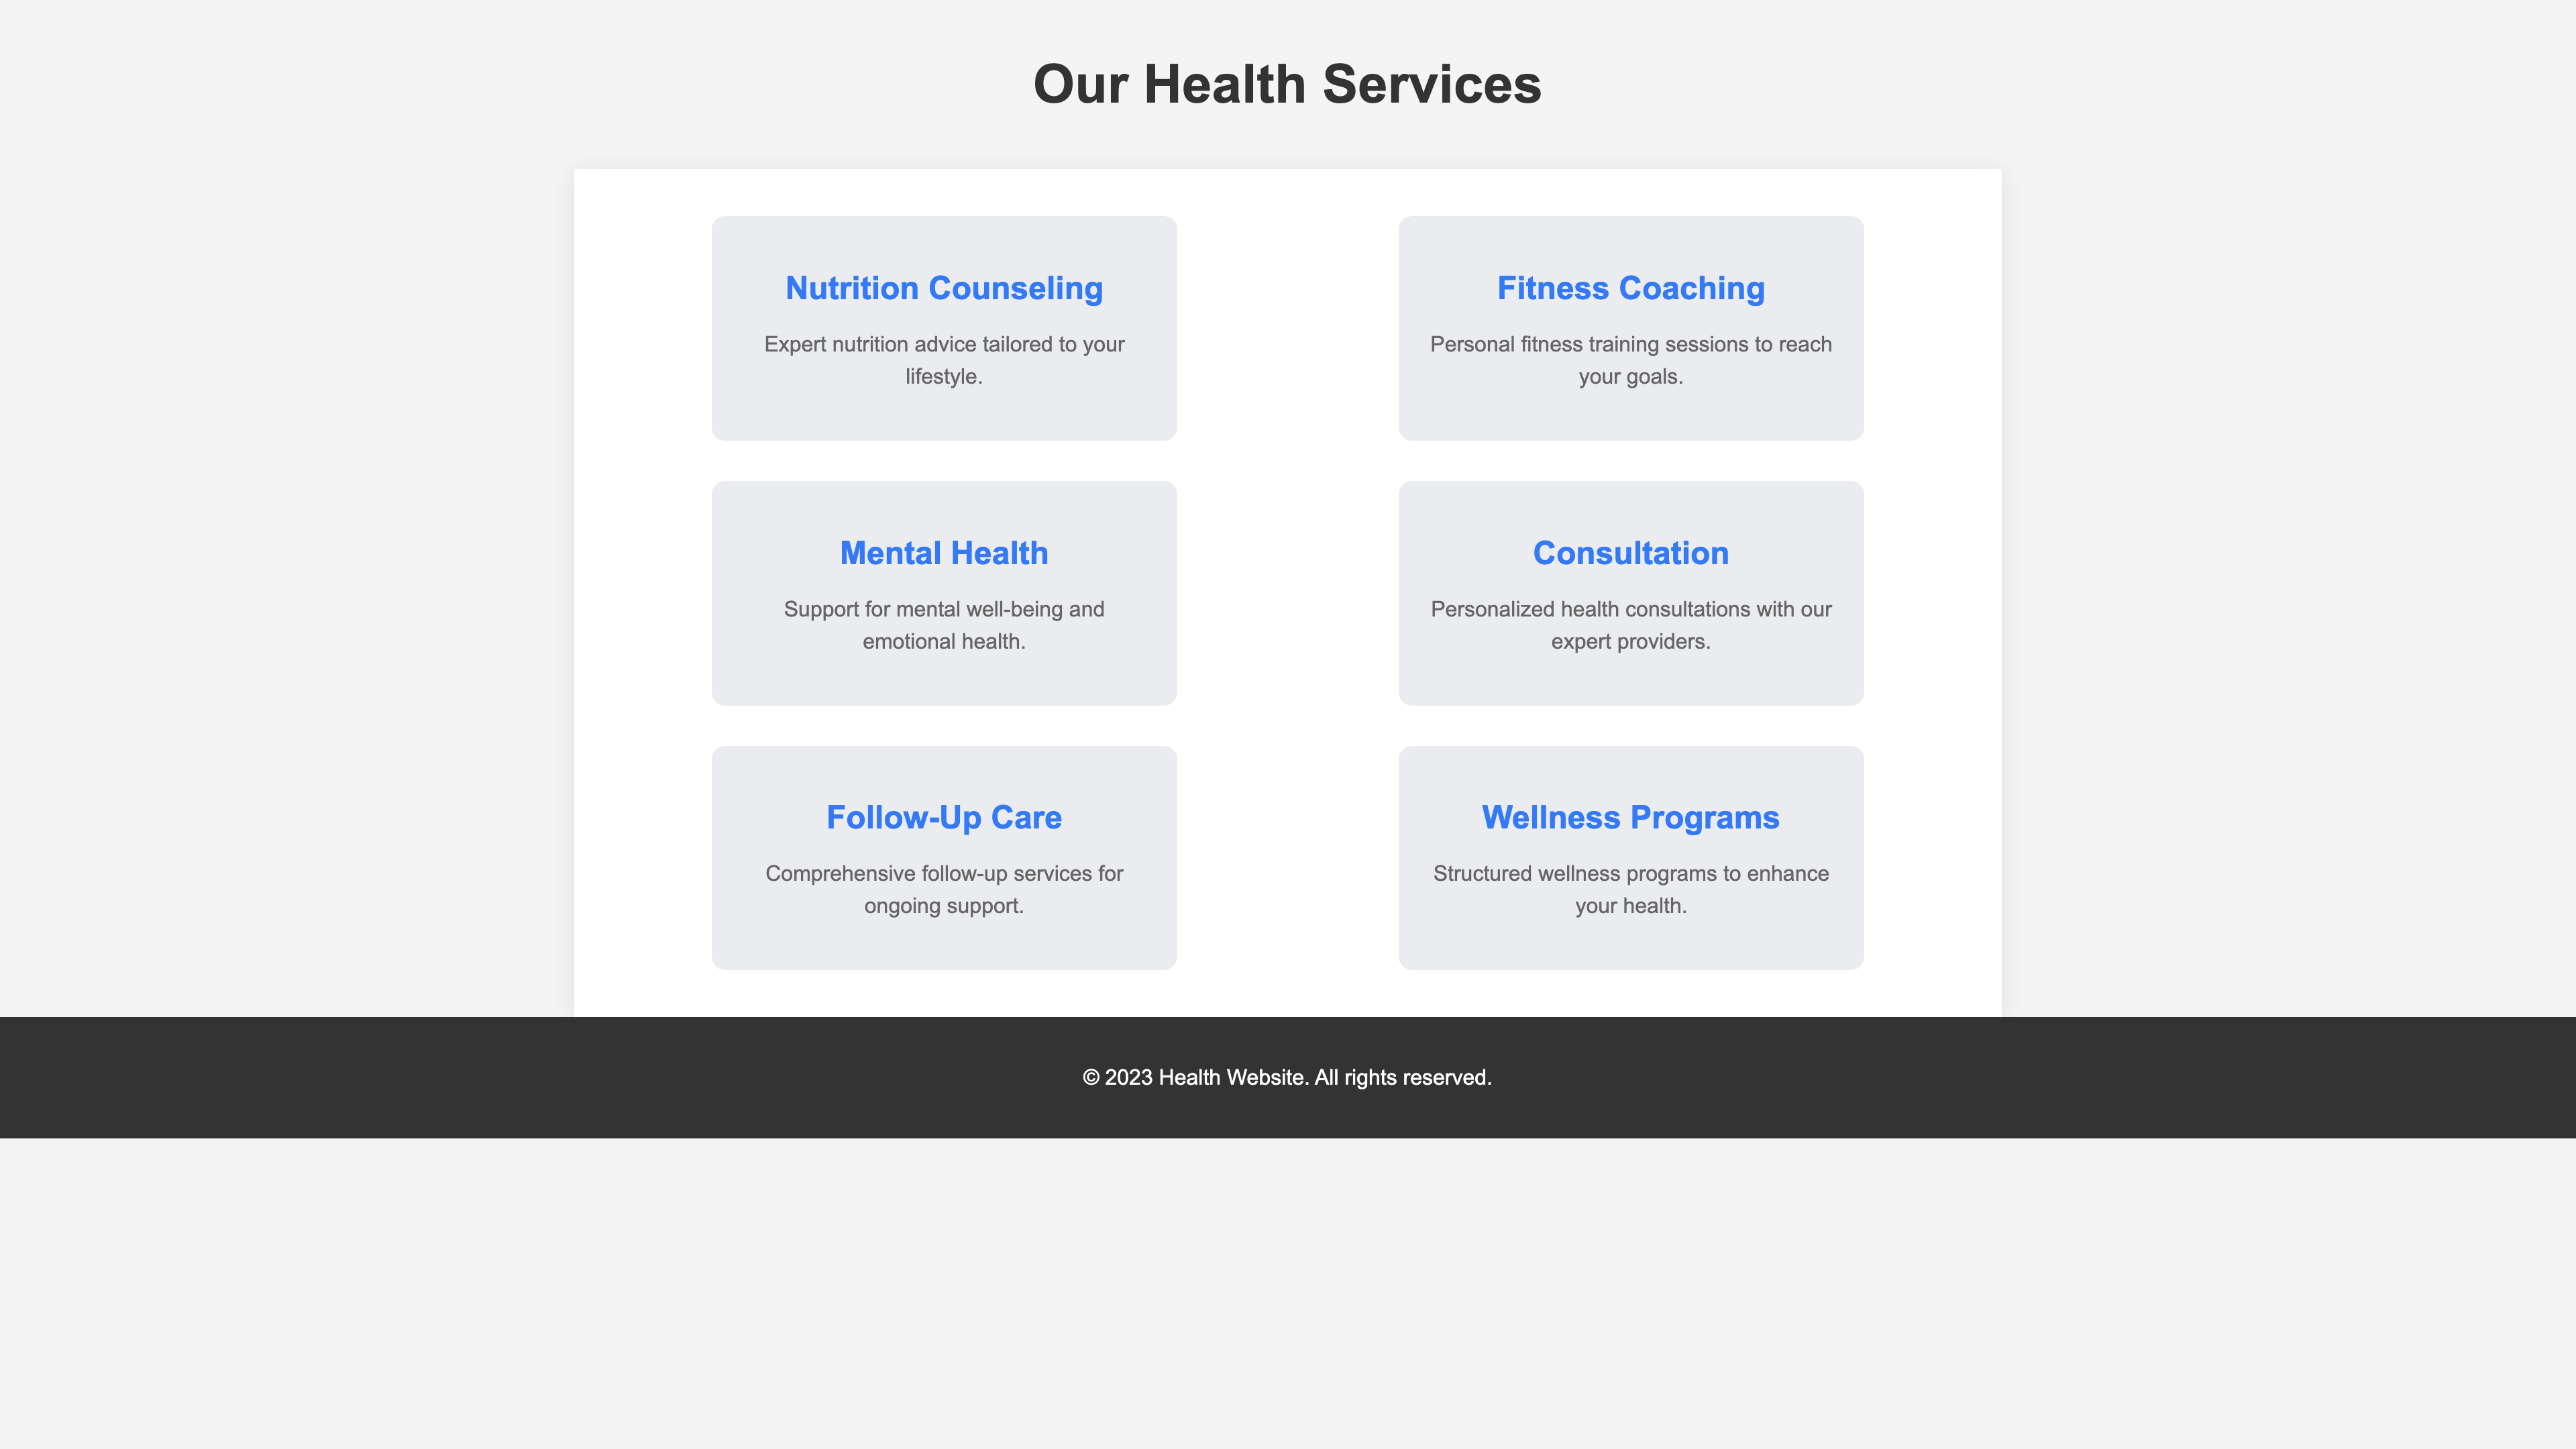 Our Health Services
Nutrition Counseling
Expert nutrition advice tailored to your
lifestyle.
Fitness Coaching
Personal fitness training sessions to reach
your goals.
Mental Health
Support for mental well-being and
emotional health.
Consultation
Personalized health consultations with our
expert providers.
Follow-Up Care
Comprehensive follow-up services for
ongoing support.
Wellness Programs
Structured wellness programs to enhance
your health.
© 2023 Health Website. All rights reserved.